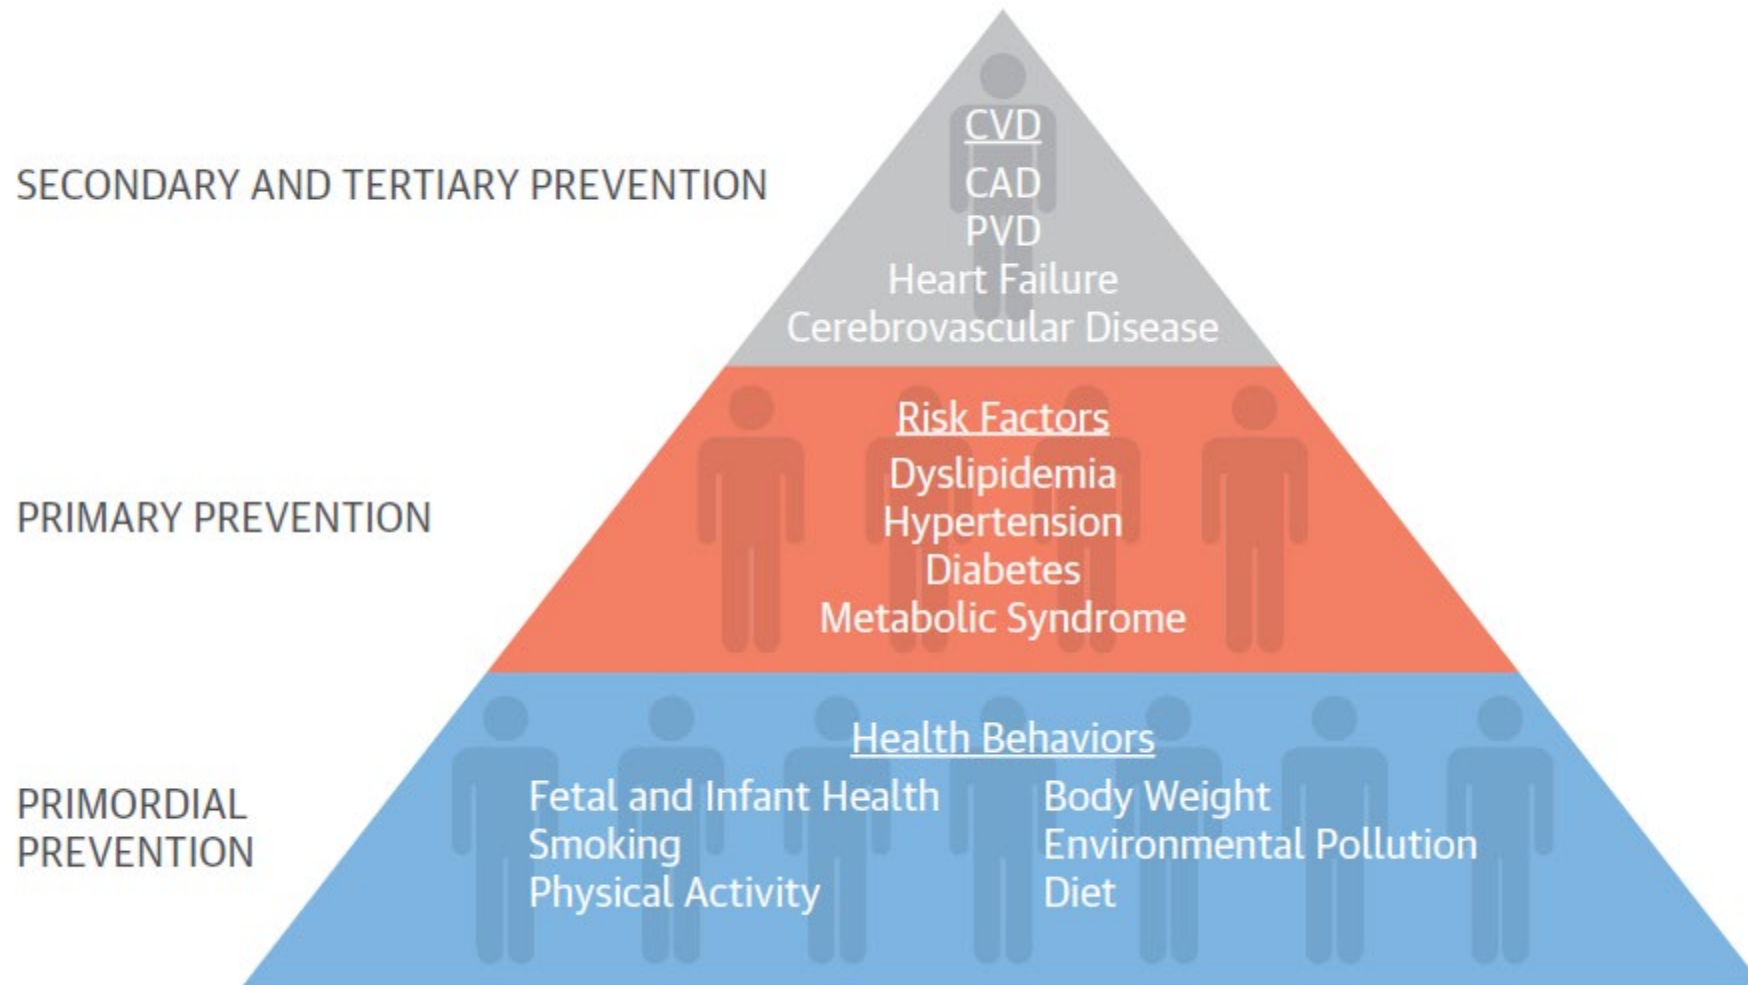 SECONDARY AND TERTIARY PREVENTION
CVD
CAD
PVD
Heart Failure
Cerebrovascular Disease
PRIMARY PREVENTION
Risk Factors
Dyslipidemia
Hypertension
Diabetes
Metabolic Syndrome
PRIMORDIAL
PREVENTION
Health Behaviors
Fetal and Infant Health
Smoking
Physical Activity
Body Weight
Environmental Pollution
Diet